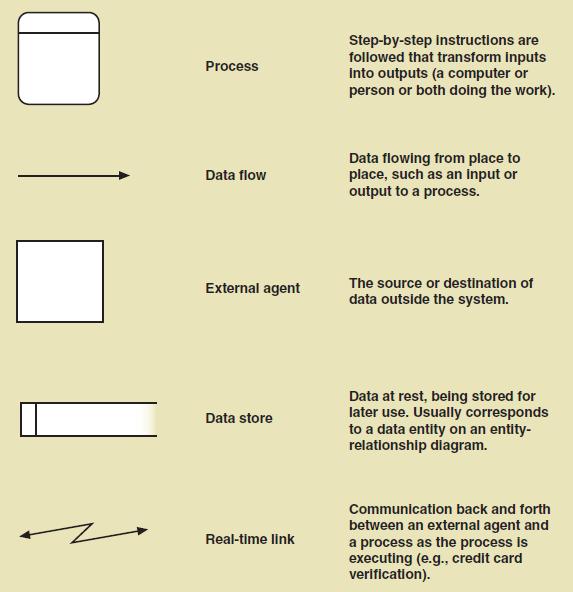 Process
Step-by-step instructions are
followed that transform inputs
into outputs (a computer or
person or both doing the work).
Data flow
Data flowing from place to
place, such as an input or
output to a process.
External agent
The source or destination of
data outside the system.
Data store
Data at rest, being stored for
later use. Usually corresponds
to a data entity on an entity-
relationship diagram.
Real-time link
Communication back and forth
between an external agent and
a process as the process is
executing (e.g., credit card
verification).